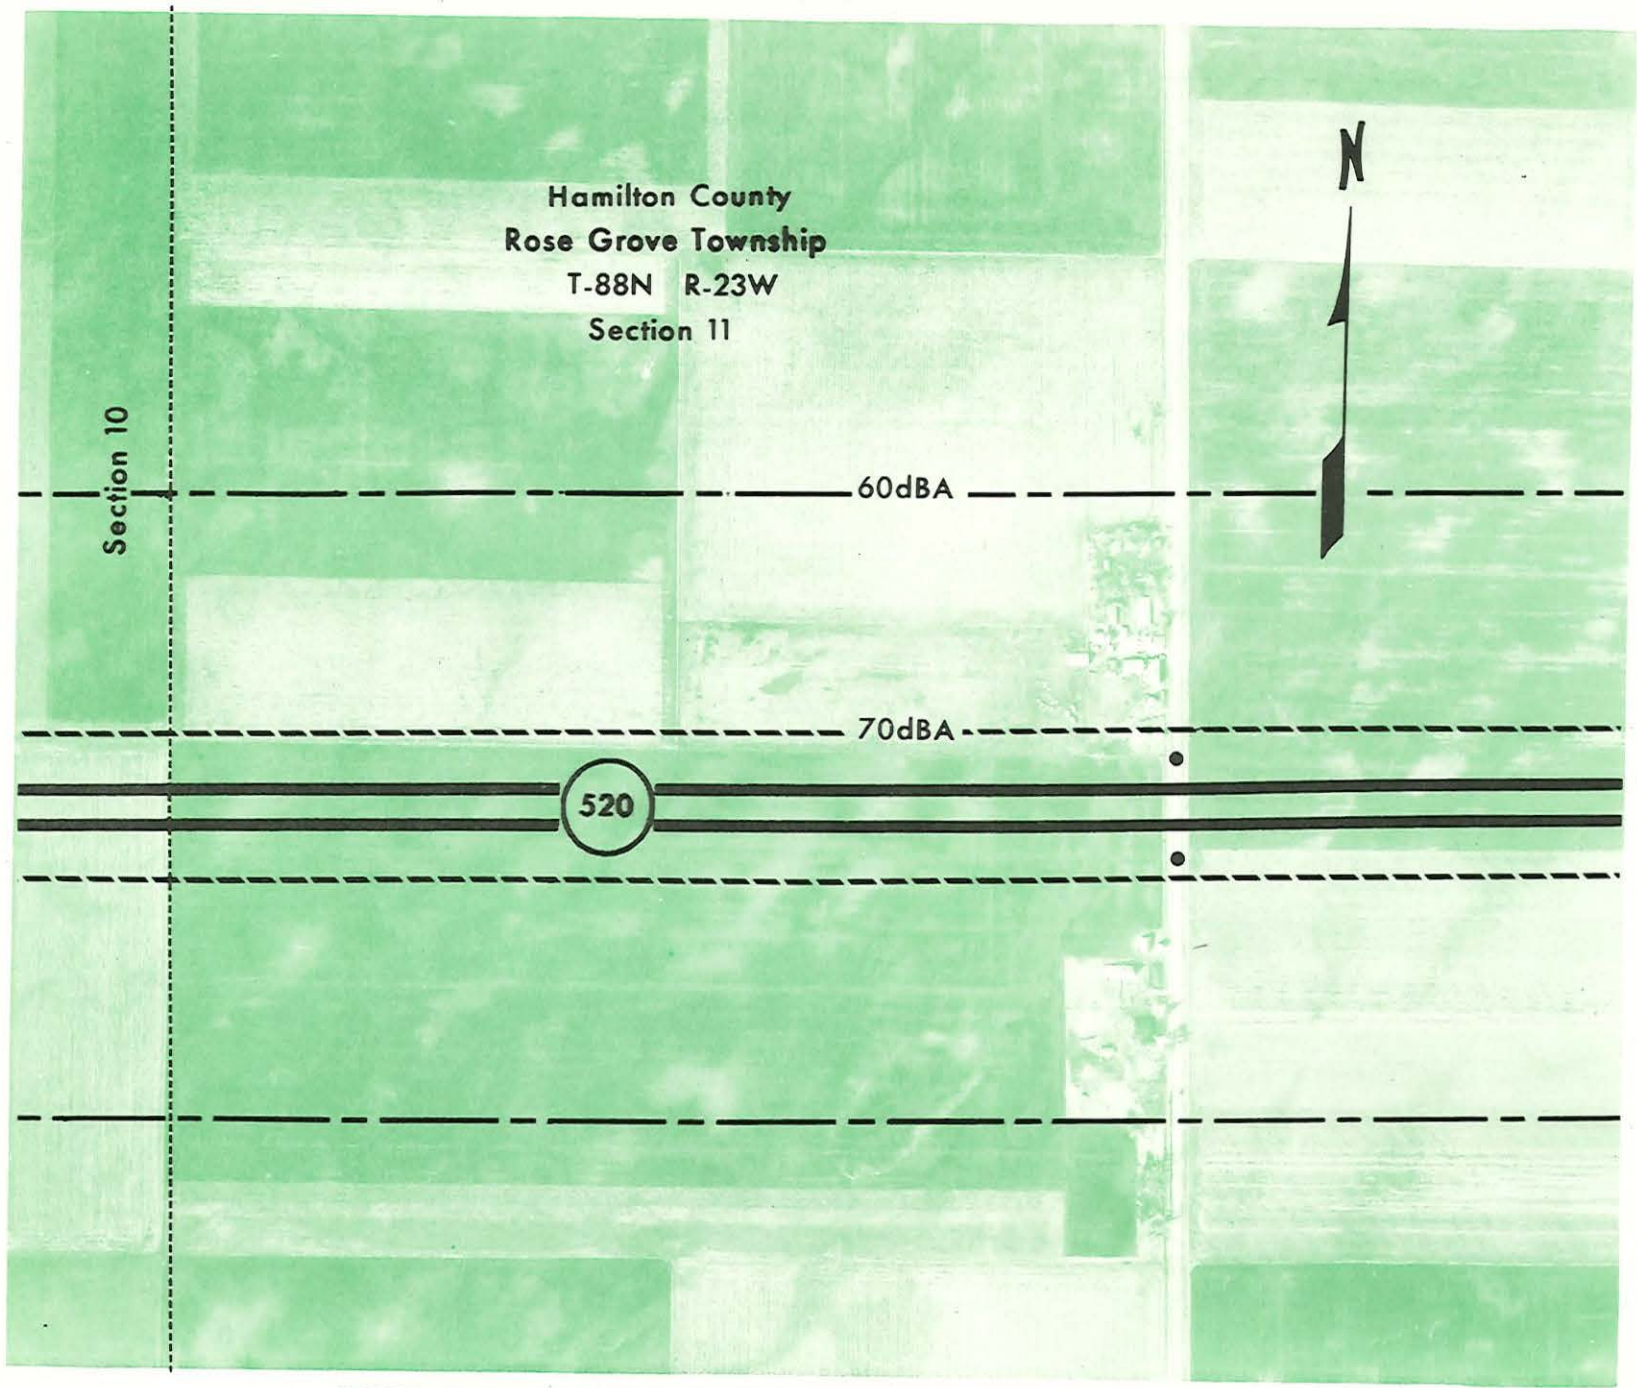 N
Hamilton County
Rose Grove Township
T-88N R-23W
Section 11
Section 10
60dBA
70dBA
520